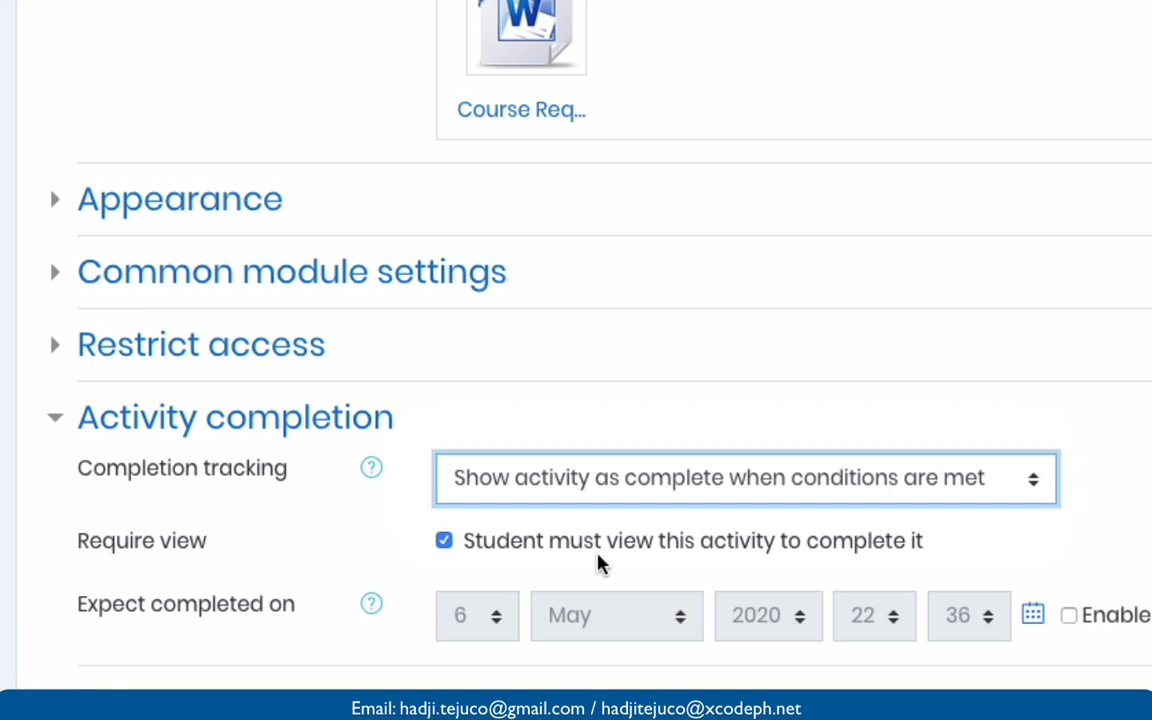 W
Course Req...
Appearance
Common module settings
Restrict access
Activity completion
Completion tracking ? Show activity as complete when conditions are met
Require view Student must view this activity to complete it
Expect completed on ? 6 May 2020 22 36 Enable
Email: hadji.tejuco@gmail.com / hadjitejuco@xcodeph.net